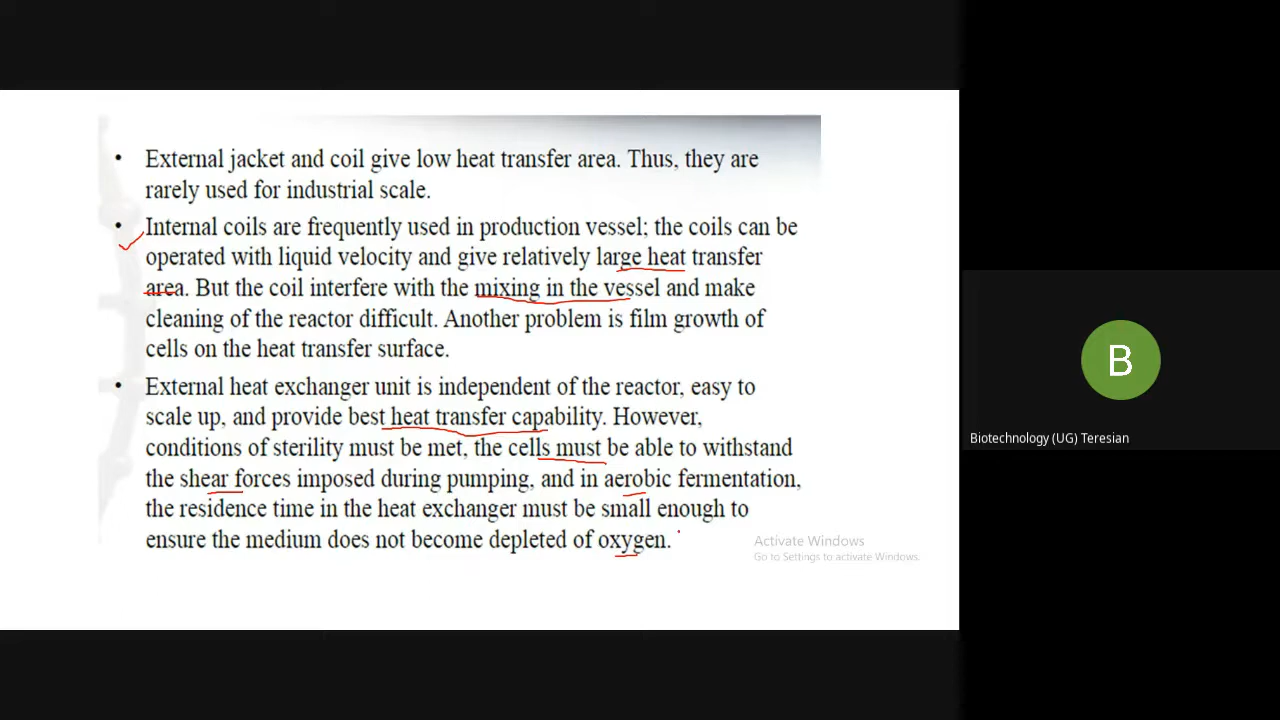 • External jacket and coil give low heat transfer area. Thus, they are
rarely used for industrial scale.
• Internal coils are frequently used in production vessel; the coils can be
operated with liquid velocity and give relatively large heat transfer
area. But the coil interfere with the mixing in the vessel and make
cleaning of the reactor difficult. Another problem is film growth of
cells on the heat transfer surface.
• External heat exchanger unit is independent of the reactor, easy to
scale up, and provide best heat transfer capability. However,
conditions of sterility must be met, the cells must be able to withstand
the shear forces imposed during pumping, and in aerobic fermentation,
the residence time in the heat exchanger must be small enough to
ensure the medium does not become depleted of oxygen.
Activate Windows
Go to Settings to activate Windows.
B
Biotechnology (UG) Teresian